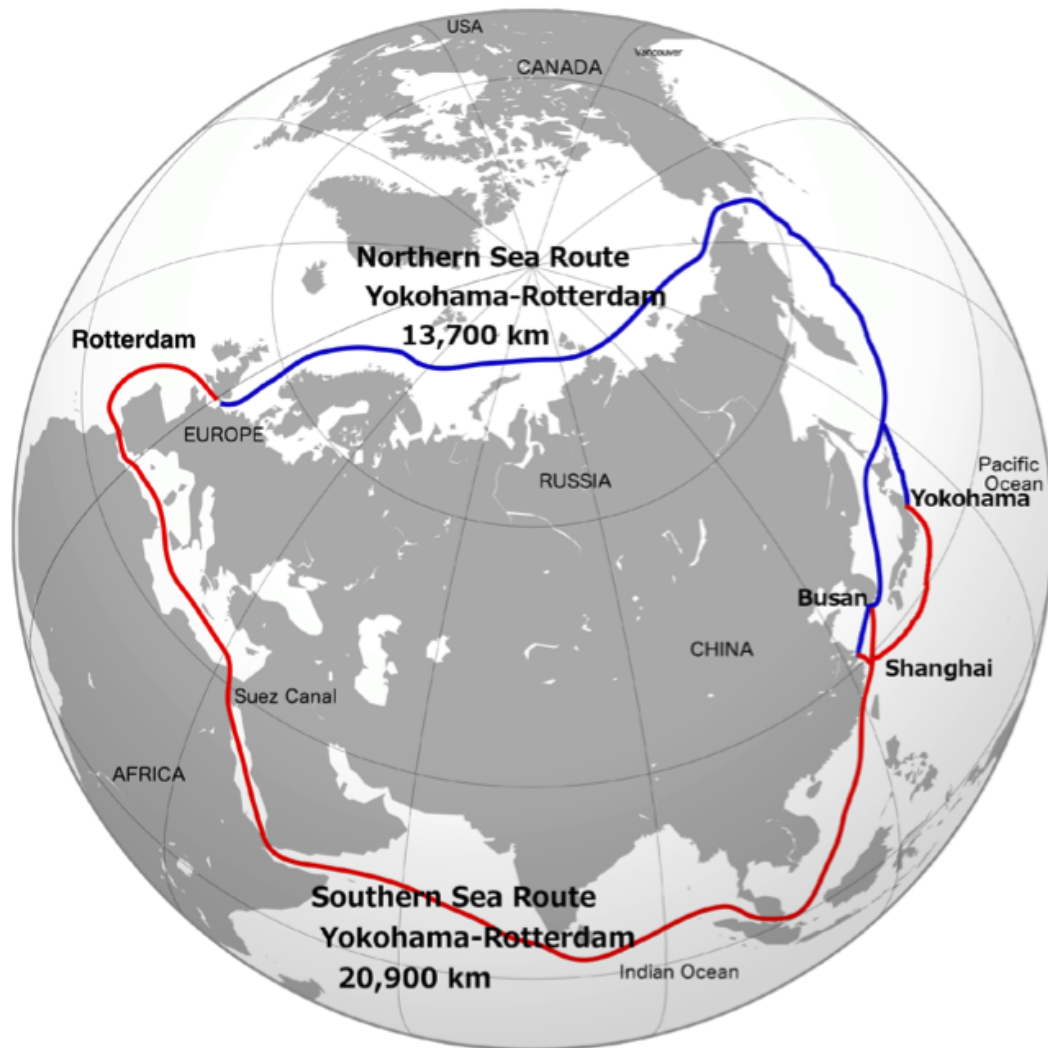 USA
Vancouver
CANADA
Northern Sea Route
Yokohama-Rotterdam
13,700 km
Rotterdam
EUROPE
RUSSIA
Pacific
Ocean
Yokohama
Busan
CHINA
Shanghai
Suez Canal
AFRICA
Southern Sea Route
Yokohama-Rotterdam
20,900 km
Indian Ocean